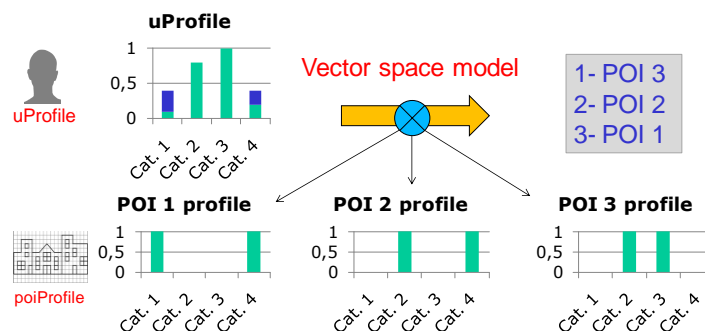 uProfile
1
0,5
0
Cat. 1
Cat. 2
Cat. 3
Cat. 4
uProfile
Vector space model
1- POI 3
2- POI 2
3- POI 1
POI 1 profile
1
0,5
0
Cat. 1
Cat. 2
Cat. 3
Cat. 4
POI 2 profile
1
0,5
0
Cat. 1
Cat. 2
Cat. 3
Cat. 4
POI 3 profile
1
0,5
0
Cat. 1
Cat. 2
Cat. 3
Cat. 4
poiProfile